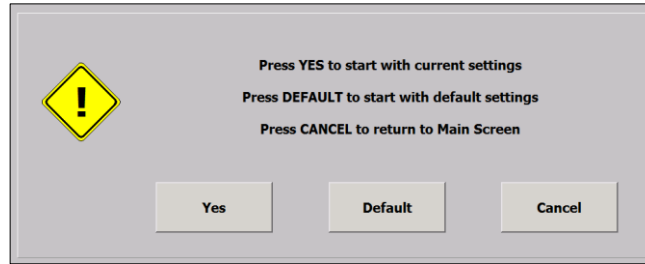 !
Press YES to start with current settings
Press DEFAULT to start with default settings
Press CANCEL to return to Main Screen
Yes Default Cancel